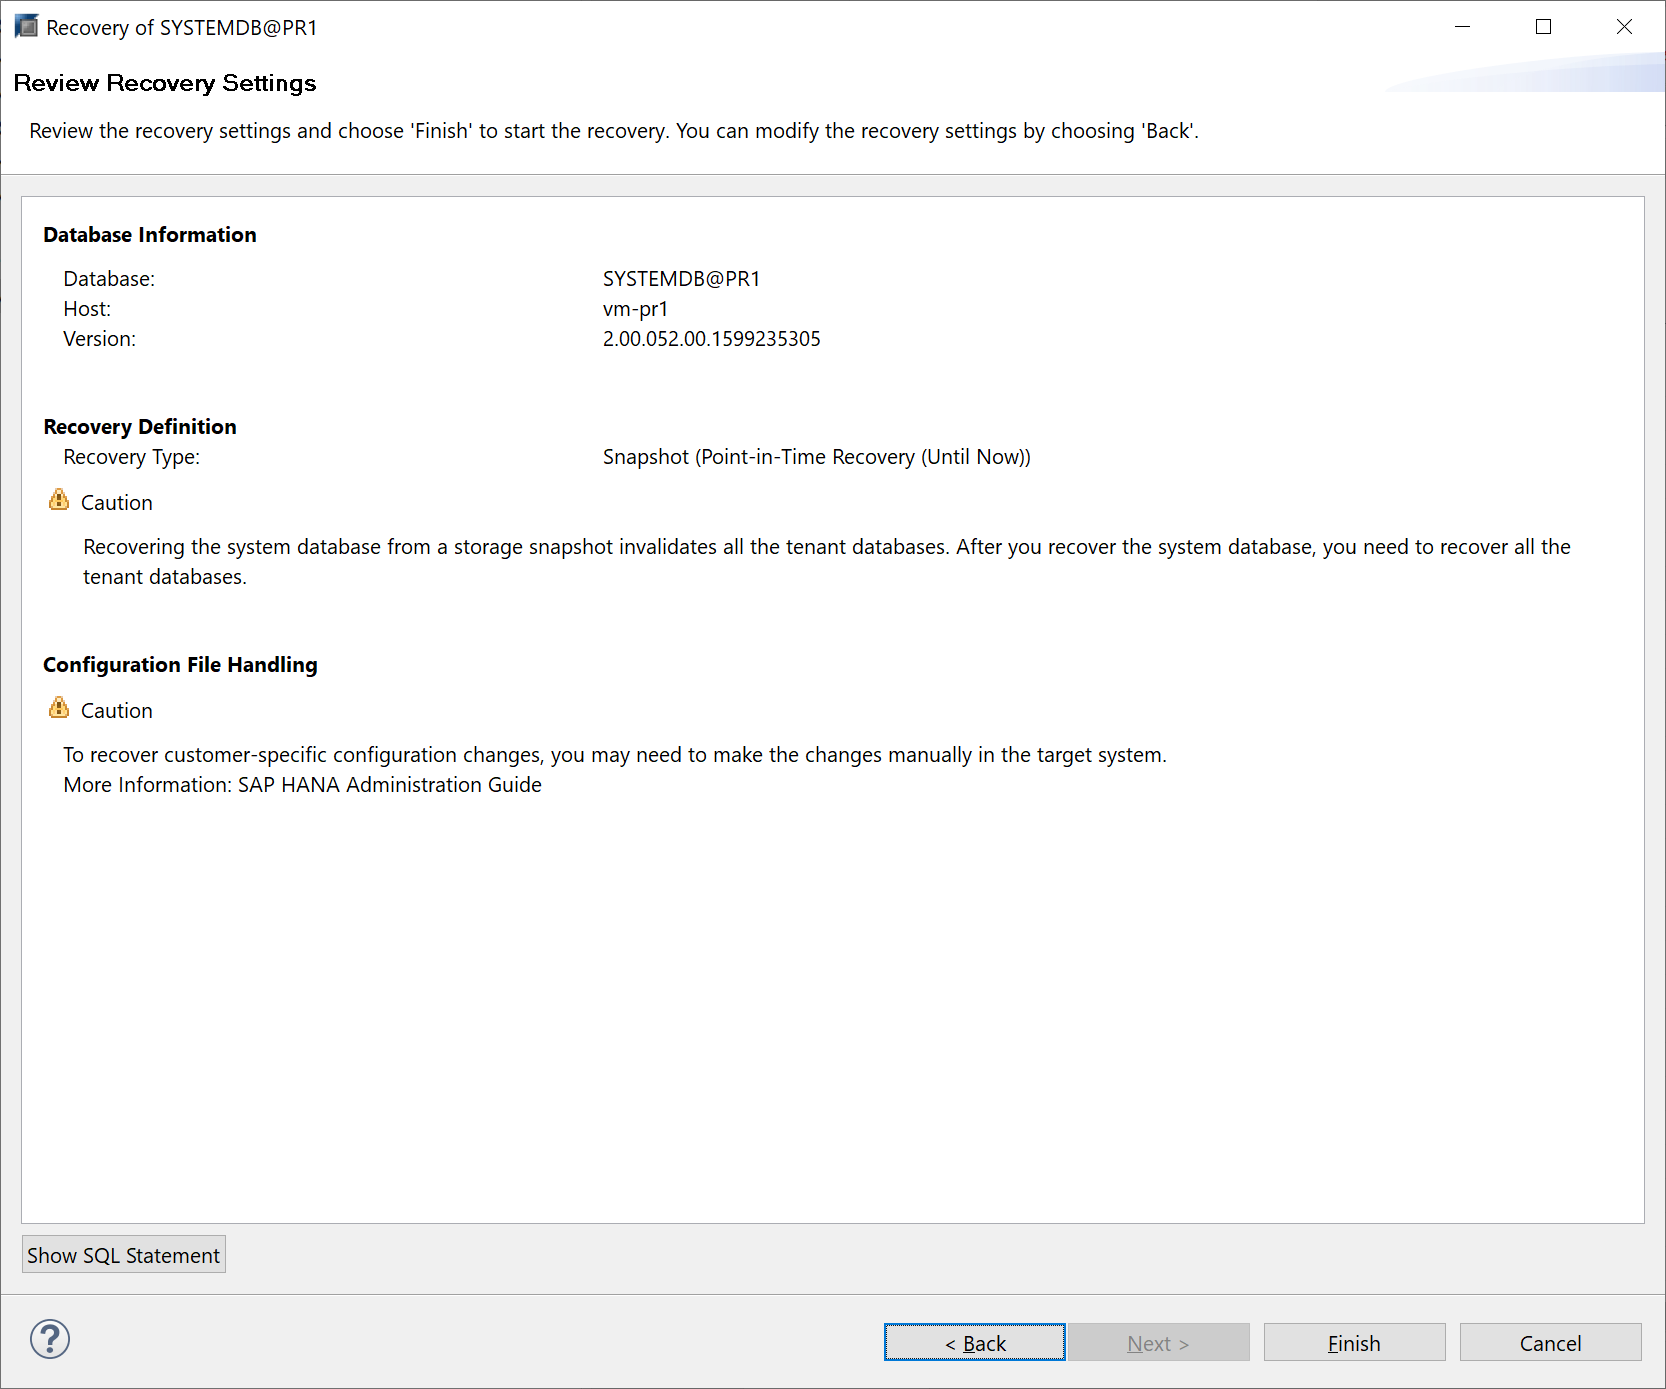 Recovery of SYSTEMDB@PR1
Review Recovery Settings
Review the recovery settings and choose 'Finish' to start the recovery. You can modify the recovery settings by choosing 'Back'.
Database Information
Database: SYSTEMDB@PR1
Host: vm-pr1
Version: 2.00.052.00.1599235305
Recovery Definition
Recovery Type: Snapshot (Point-in-Time Recovery (Until Now))
Caution
Recovering the system database from a storage snapshot invalidates all the tenant databases. After you recover the system database, you need to recover all the
tenant databases.
Configuration File Handling
Caution
To recover customer-specific configuration changes, you may need to make the changes manually in the target system.
More Information: SAP HANA Administration Guide
Show SQL Statement
? < Back Next > Finish Cancel